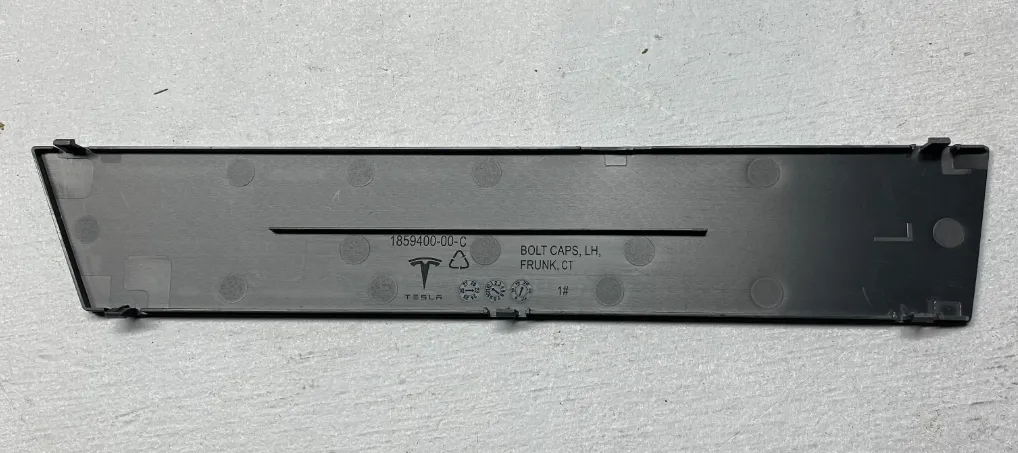 1859400-00-C
BOLT CAPS, LH,
FRUNK, CT
L
TESLA
1#